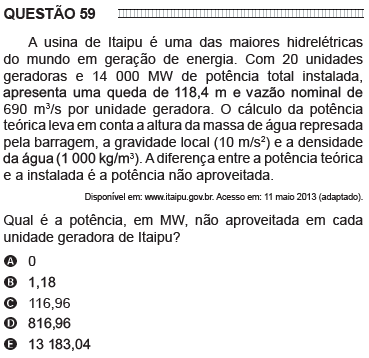 QUESTÃO 59
A usina de Itaipu é uma das maiores hidrelétricas
do mundo em geração de energia. Com 20 unidades
geradoras e 14 000 MW de potência total instalada,
apresenta uma queda de 118,4 m e vazão nominal de
690 m³/s por unidade geradora. O cálculo da potência
teórica leva em conta a altura da massa de água represada
pela barragem, a gravidade local (10 m/s²) e a densidade
da água (1 000 kg/m³). A diferença entre a potência teórica
e a instalada é a potência não aproveitada.
Disponível em: www.itaipu.gov.br. Acesso em: 11 maio 2013 (adaptado).
Qual é a potência, em MW, não aproveitada em cada
unidade geradora de Itaipu?
A 0
B 1,18
C 116,96
D 816,96
E 13 183,04